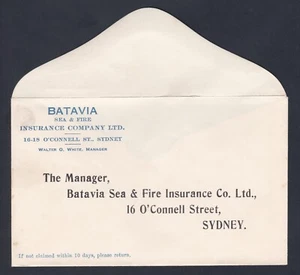 BATAVIA
SEA & FIRE
INSURANCE COMPANY LTD.
16-18 O'CONNELL ST., SYDNEY
WALTER O. WHITE, MANAGER
The Manager,
Batavia Sea & Fire Insurance Co. Ltd.,
16 O'Connell Street,
SYDNEY.
If not claimed within 10 days, please return.